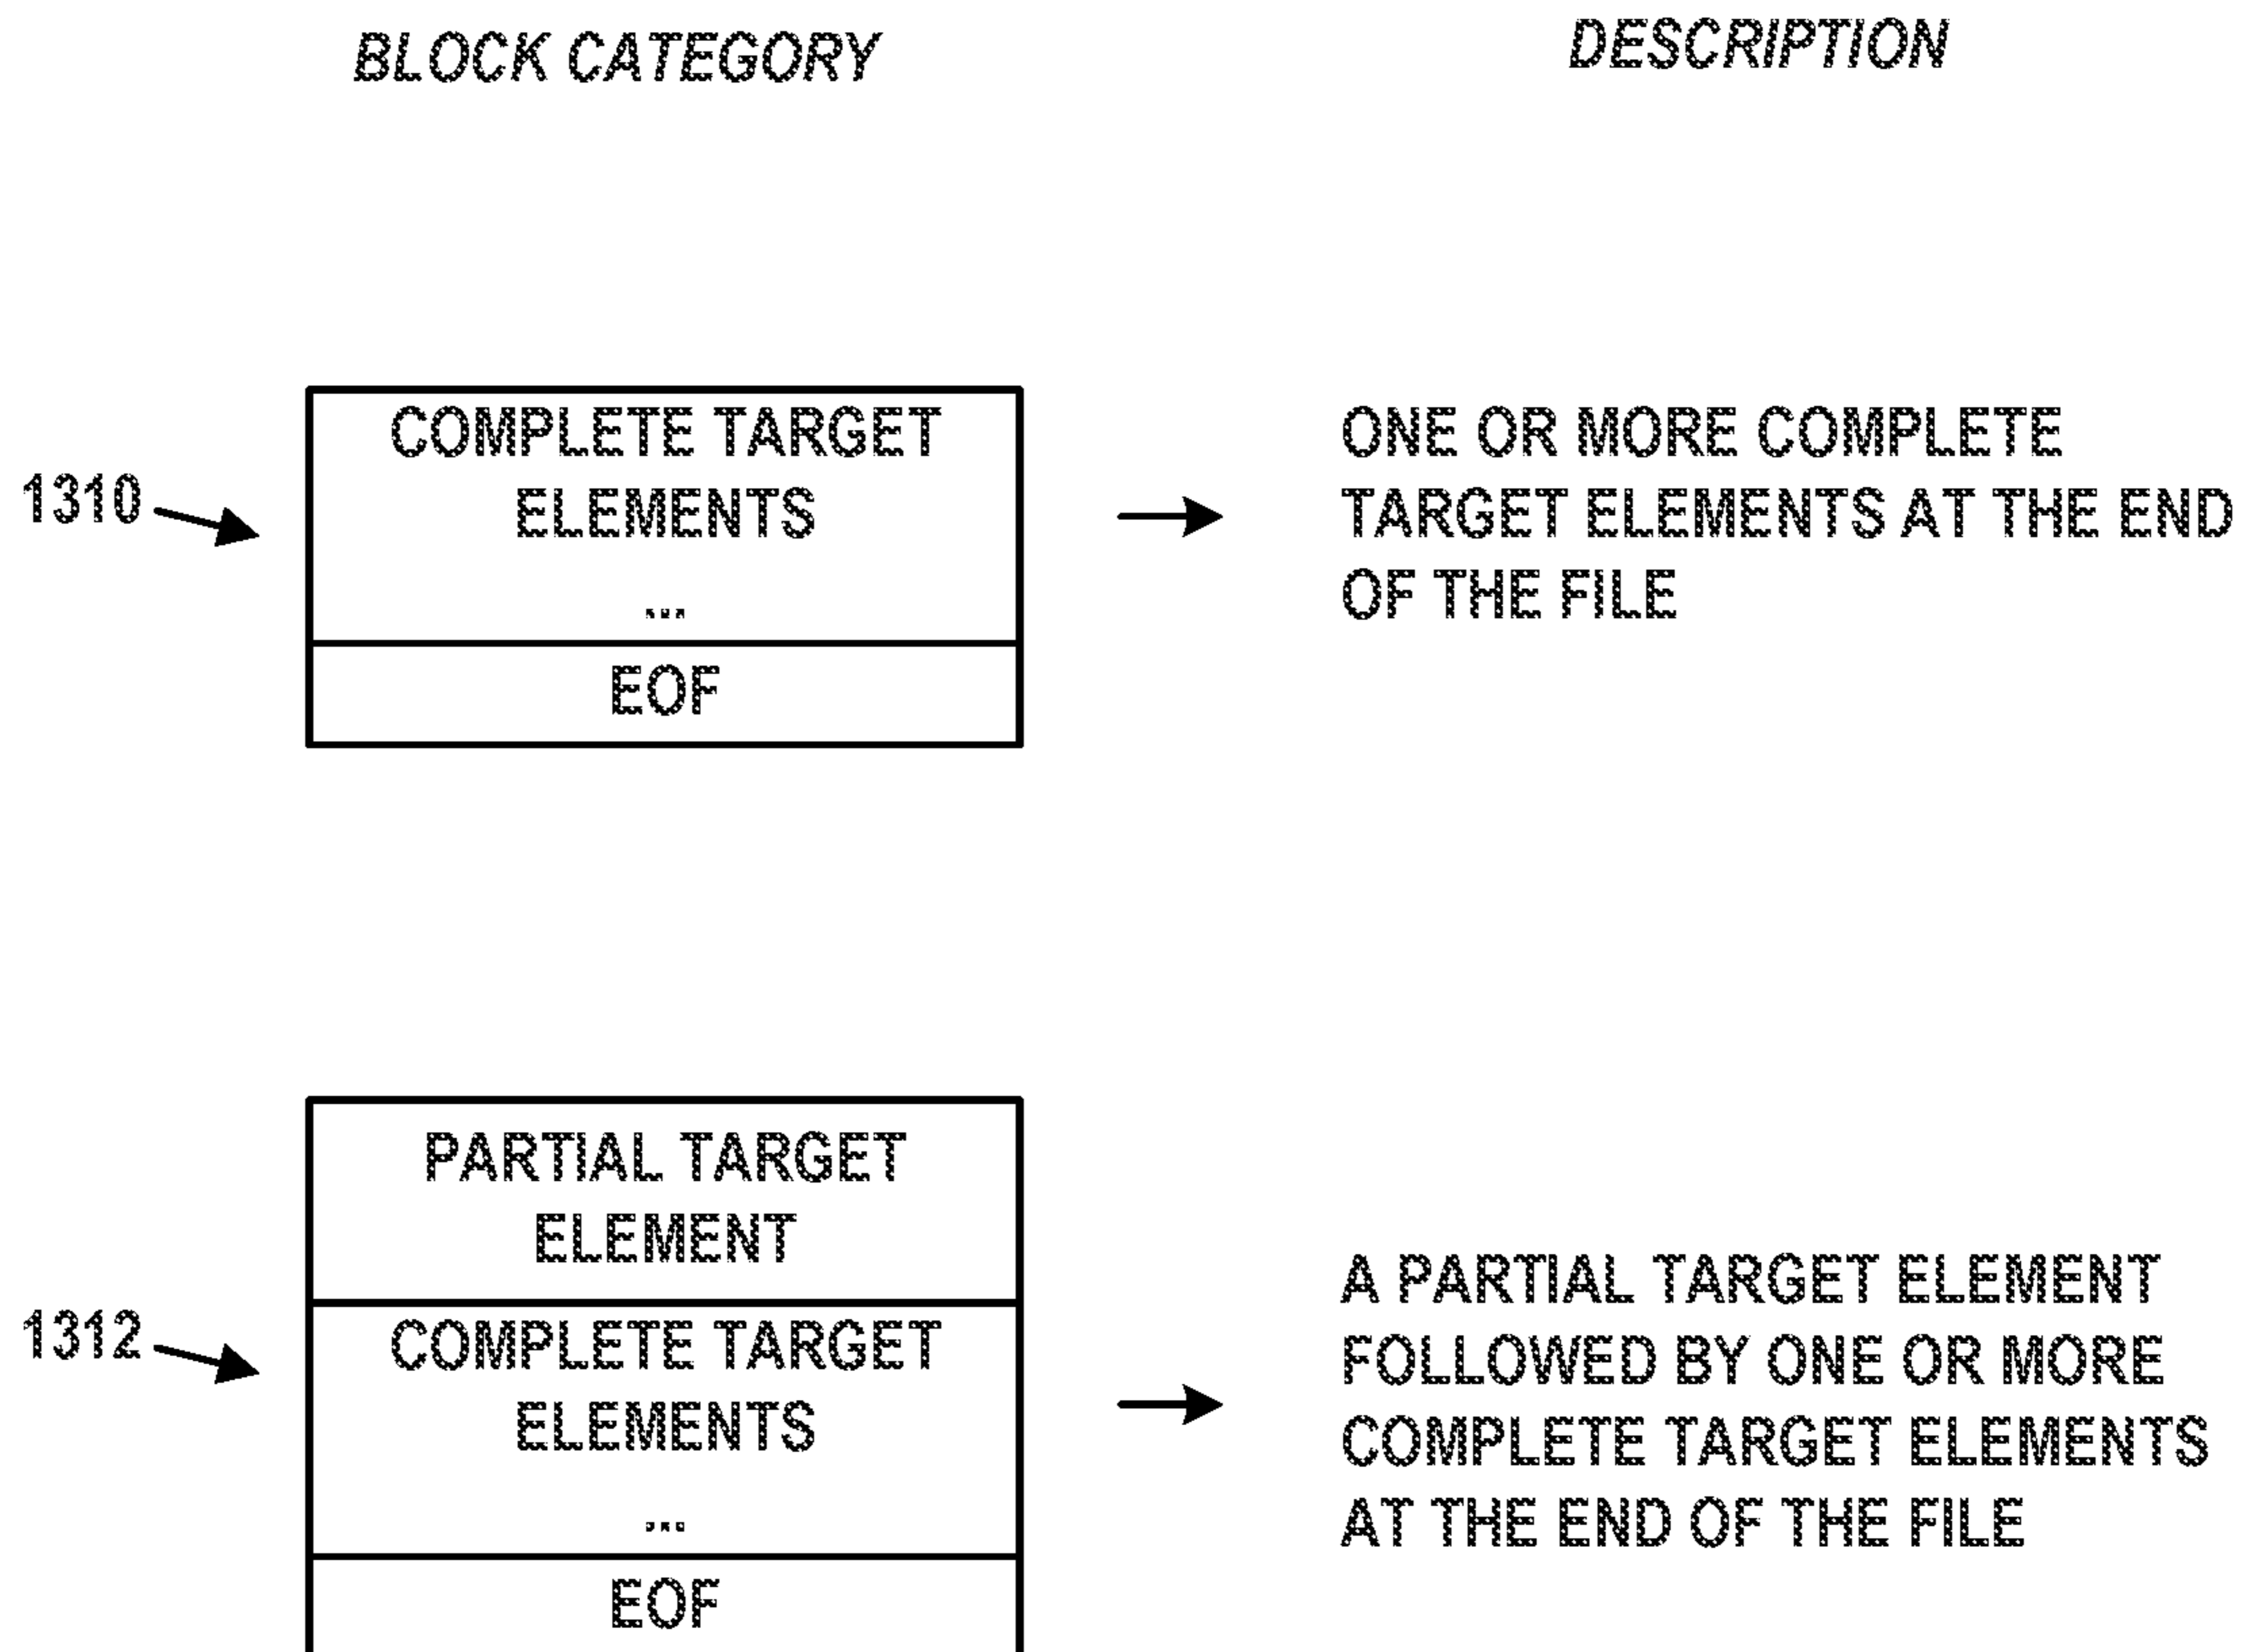 BLOCK CATEGORY
DESCRIPTION
1310
COMPLETE TARGET
ELEMENTS
...
EOF
ONE OR MORE COMPLETE
TARGET ELEMENTS AT THE END
OF THE FILE
1312
PARTIAL TARGET
ELEMENT
COMPLETE TARGET
ELEMENTS
...
EOF
A PARTIAL TARGET ELEMENT
FOLLOWED BY ONE OR MORE
COMPLETE TARGET ELEMENTS
AT THE END OF THE FILE